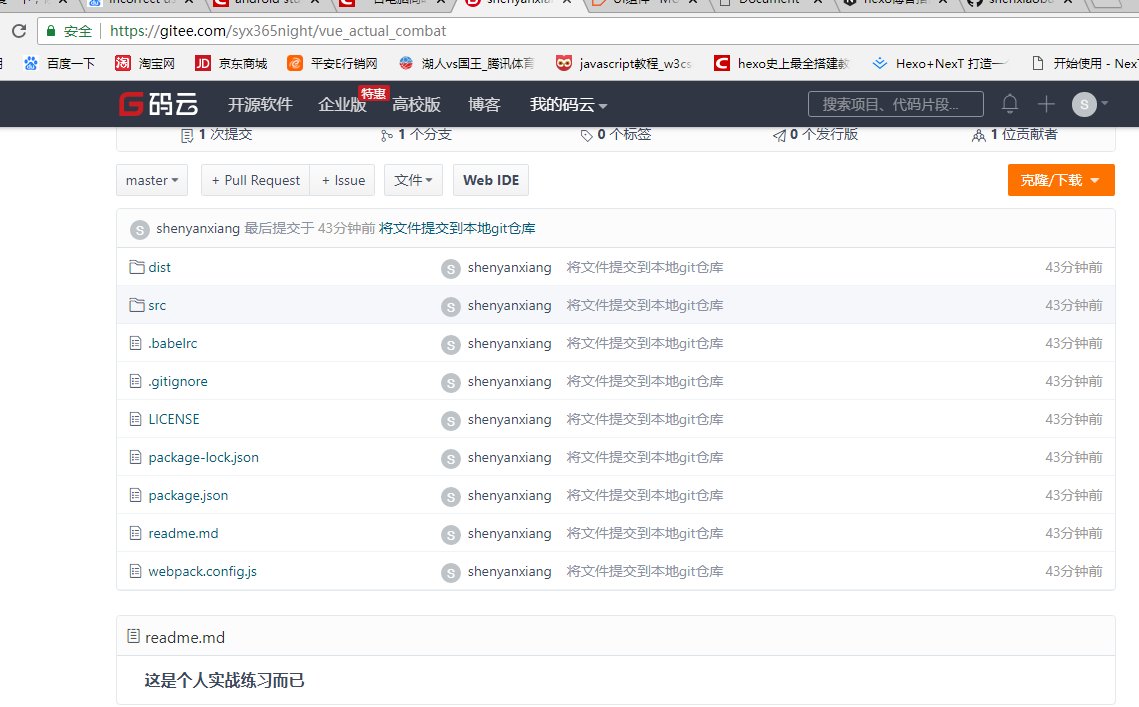 incorrect us
android stu
shenyanxian
Document
hexo博客搭
shenxiaobu
安全 https://gitee.com/syx365night/vue_actual_combat
百度一下 淘宝网 京东商城 平安E行销网 湖人vs国王_腾讯体育 javascript教程_w3cs hexo史上最全搭建教 Hexo+NexT 打造一 开始使用 - NexT
码云 开源软件 企业版 特惠 高校版 博客 我的码云 搜索项目、代码片段... S
1 次提交 1 个分支 0 个标签 0 个发行版 1 位贡献者
master + Pull Request + Issue 文件 Web IDE 克隆/下载
S shenyanxiang 最后提交于 43分钟前 将文件提交到本地git仓库
dist S shenyanxiang 将文件提交到本地git仓库 43分钟前
src S shenyanxiang 将文件提交到本地git仓库 43分钟前
.babelrc S shenyanxiang 将文件提交到本地git仓库 43分钟前
.gitignore S shenyanxiang 将文件提交到本地git仓库 43分钟前
LICENSE S shenyanxiang 将文件提交到本地git仓库 43分钟前
package-lock.json S shenyanxiang 将文件提交到本地git仓库 43分钟前
package.json S shenyanxiang 将文件提交到本地git仓库 43分钟前
readme.md S shenyanxiang 将文件提交到本地git仓库 43分钟前
webpack.config.js S shenyanxiang 将文件提交到本地git仓库 43分钟前
readme.md
这是个人实战练习而已